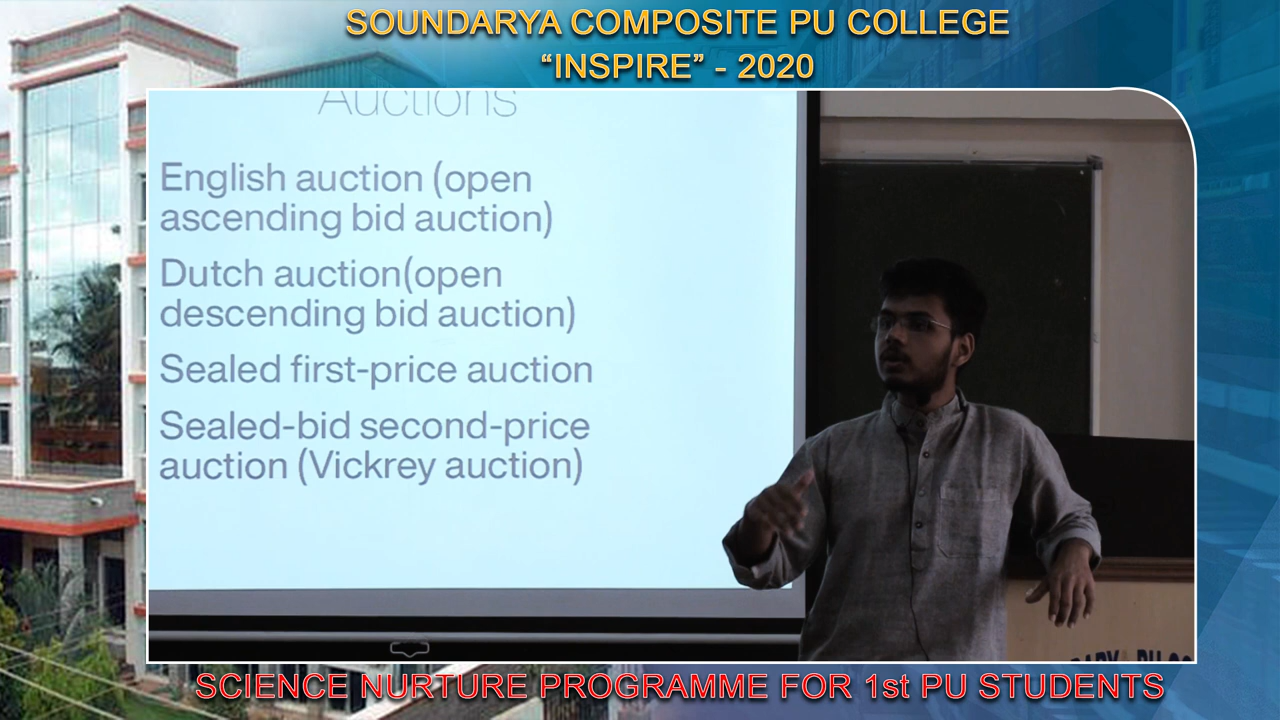 SOUNDARYA COMPOSITE PU COLLEGE
“INSPIRE” - 2020
Auctions
English auction (open
ascending bid auction)
Dutch auction(open
descending bid auction)
Sealed first-price auction
Sealed-bid second-price
auction (Vickrey auction)
SCIENCE NURTURE PROGRAMME FOR 1st PU STUDENTS